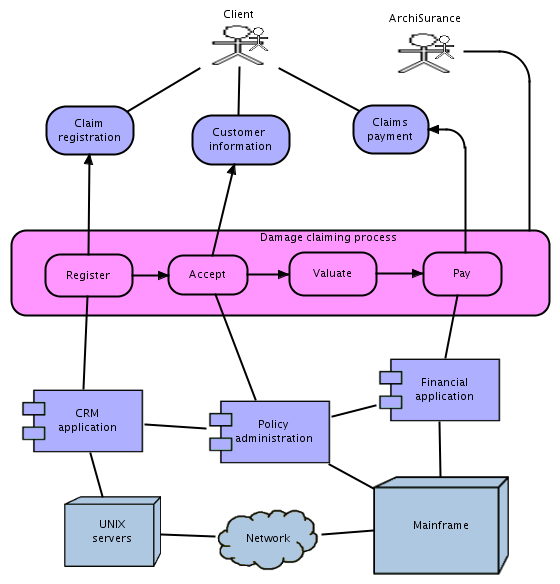 Client
ArchiSurance
Claim
registration
Customer
information
Claims
payment
Damage claiming process
Register
Accept
Valuate
Pay
CRM
application
Policy
administration
Financial
application
UNIX
servers
Network
Mainframe